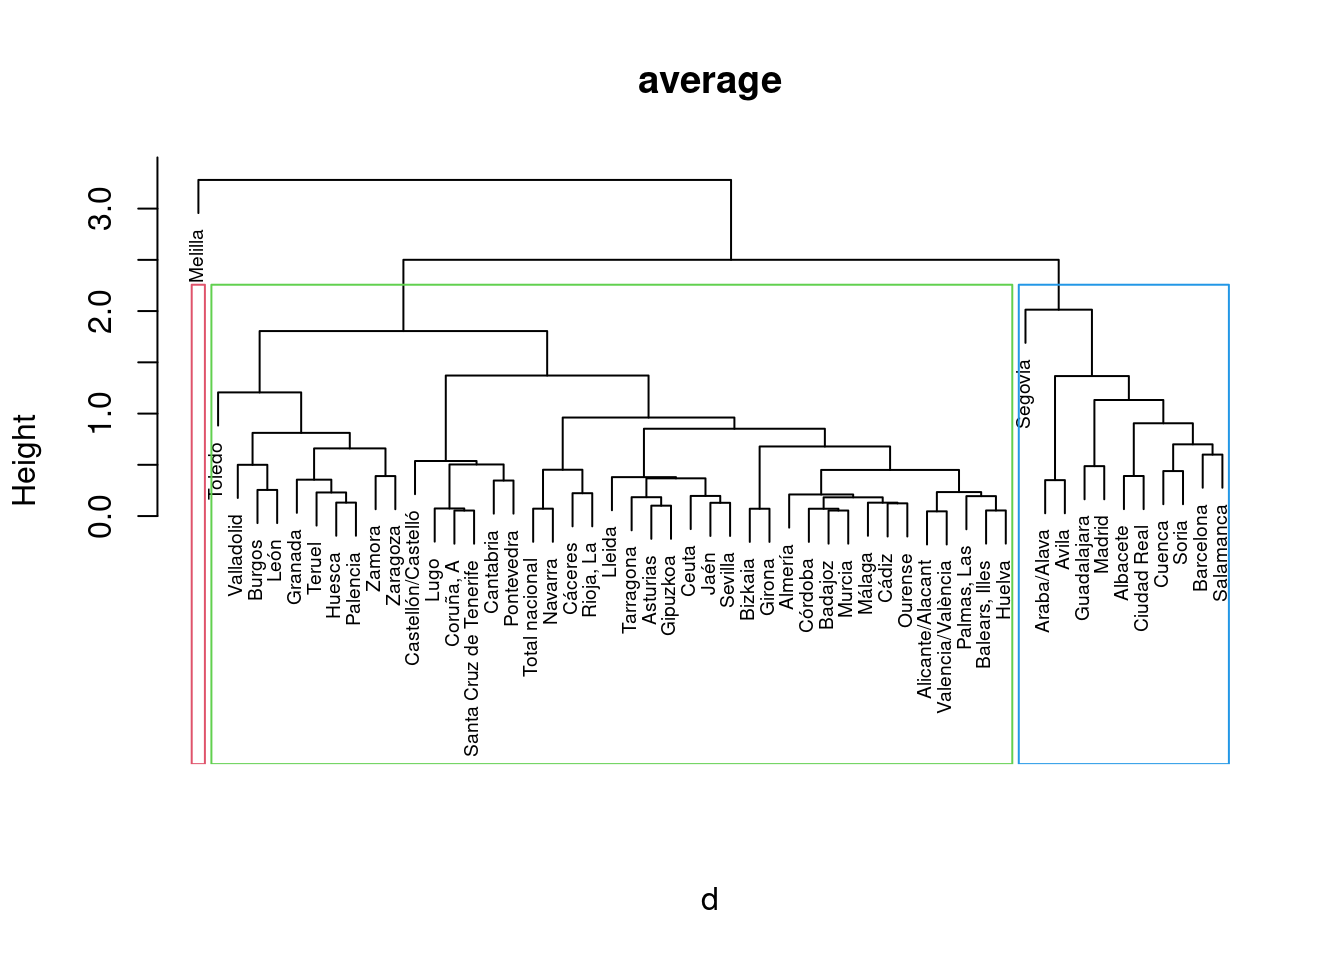 average
Height
0.0
1.0
2.0
3.0
Melilla
Toledo
Valladolid
Burgos
León
Granada
Teruel
Huesca
Palencia
Zamora
Zaragoza
Castellón/Castelló
Lugo
Coruña, A
Santa Cruz de Tenerife
Cantabria
Pontevedra
Total nacional
Navarra
Cáceres
Rioja, La
Lleida
Tarragona
Asturias
Gipuzkoa
Ceuta
Jaén
Sevilla
Bizkaia
Girona
Almería
Córdoba
Badajoz
Murcia
Málaga
Cádiz
Ourense
Alicante/Alacant
Valencia/València
Palmas, Las
Balears, Illes
Huelva
Segovia
Araba/Álava
Ávila
Guadalajara
Madrid
Albacete
Ciudad Real
Cuenca
Soria
Barcelona
Salamanca
d